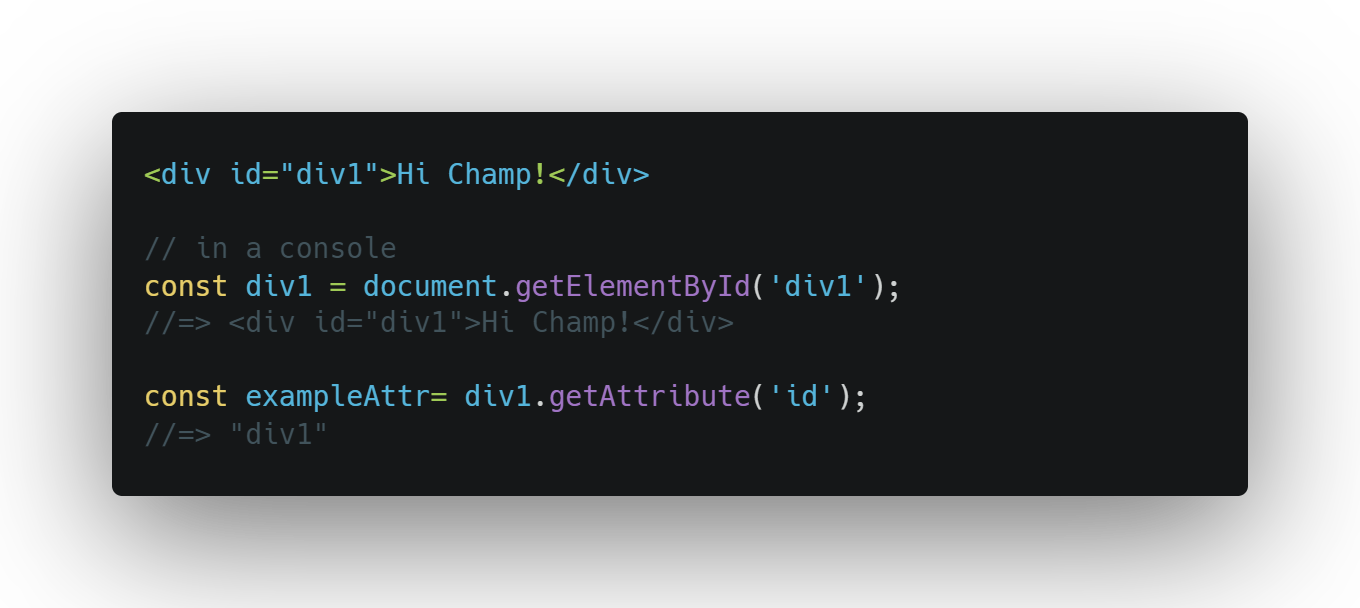 <div id="div1">Hi Champ!</div>
// in a console
const div1 = document.getElementById('div1');
//=> <div id="div1">Hi Champ!</div>
const exampleAttr= div1.getAttribute('id');
//=> "div1"